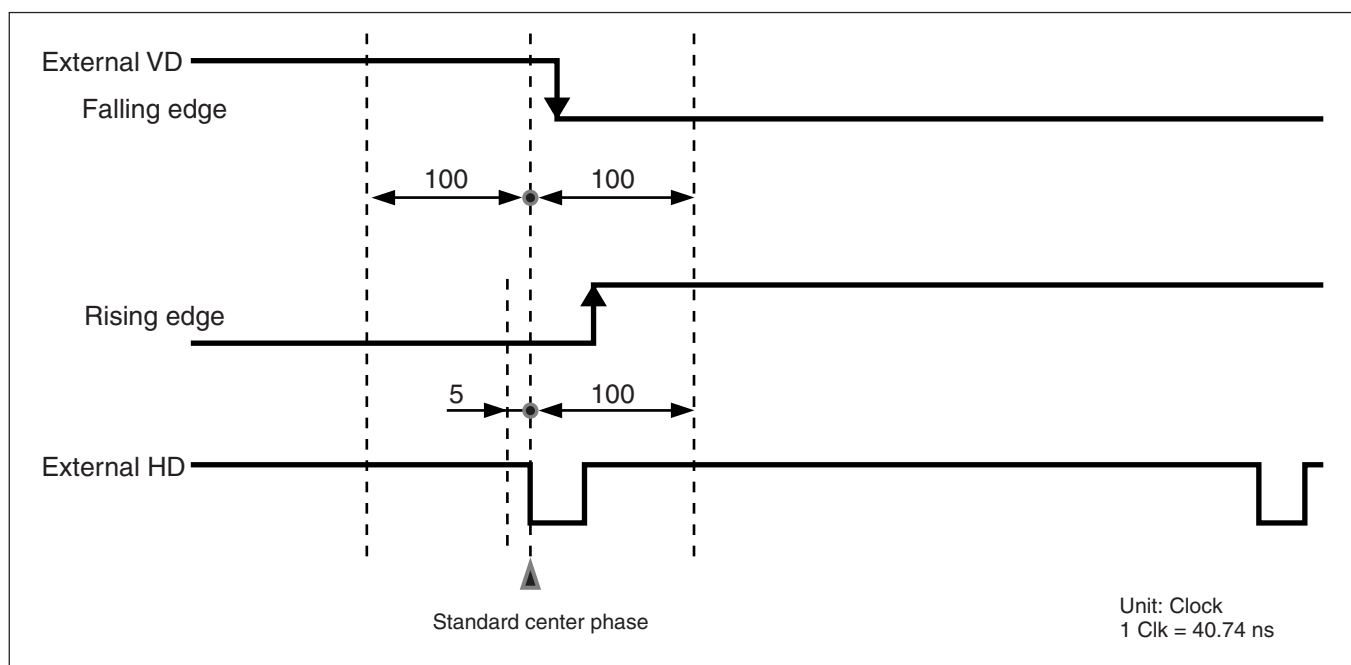 External VD
Falling edge
100 100
Rising edge
5 100
External HD
Standard center phase
Unit: Clock
1 Clk = 40.74 ns